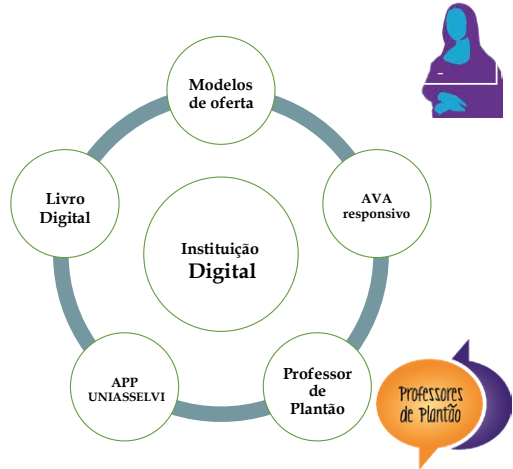 Modelos
de oferta
Livro
Digital
AVA
responsivo
Instituição
Digital
APP
UNIASSELVI
Professor
de
Plantão
Professores
de Plantão